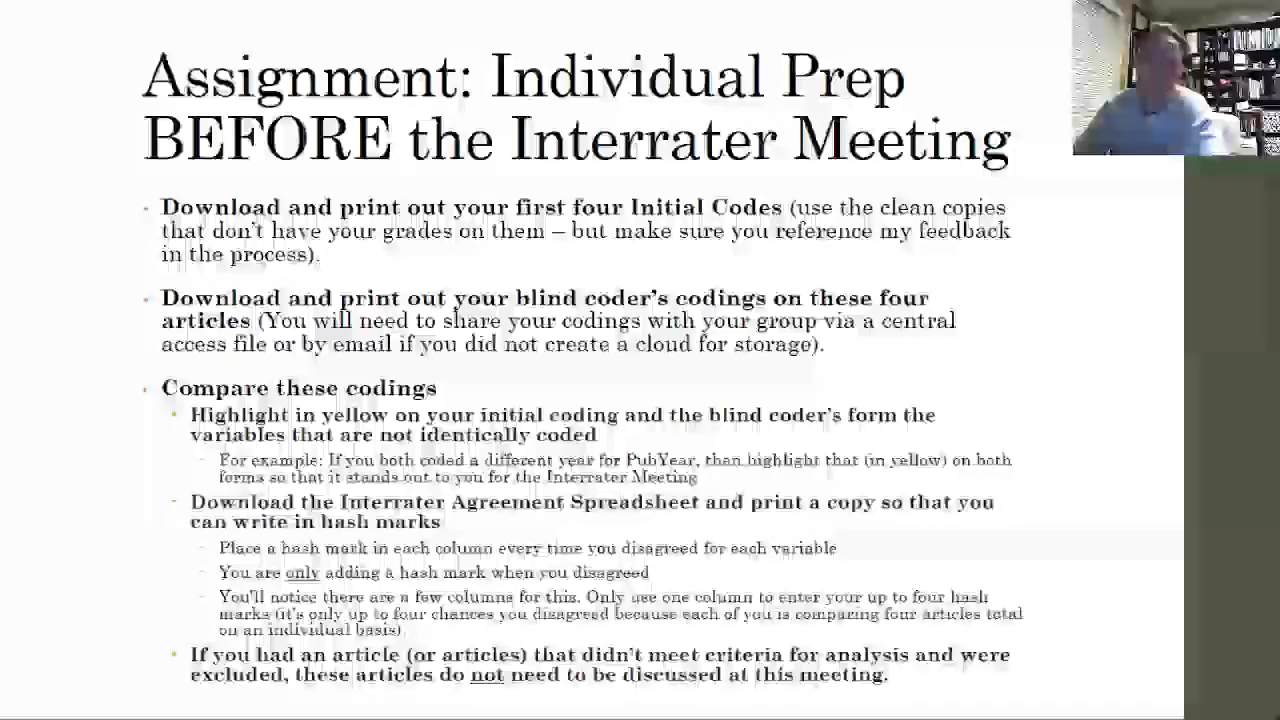 Assignment: Individual Prep
BEFORE the Interrater Meeting
Download and print out your first four Initial Codes (use the clean copies
that don't have your grades on them – but make sure you reference my feedback
in the process).
Download and print out your blind coder's codings on these four
articles (You will need to share your codings with your group via a central
access file or by email if you did not create a cloud for storage).
Compare these codings
Highlight in yellow on your initial coding and the blind coder's form the
variables that are not identically coded
For example: If you both coded a different year for PubYear, than highlight that (in yellow) on both
forms so that it stands out to you for the Interrater Meeting
Download the Interrater Agreement Spreadsheet and print a copy so that you
can write in hash marks
Place a hash mark in each column every time you disagreed for each variable
You are only adding a hash mark when you disagreed
You'll notice there are a few columns for this. Only use one column to enter your up to four hash
marks (it's only up to four chances you disagreed because each of you is comparing four articles total
on an individual basis)
If you had an article (or articles) that didn't meet criteria for analysis and were
excluded, these articles do not need to be discussed at this meeting.